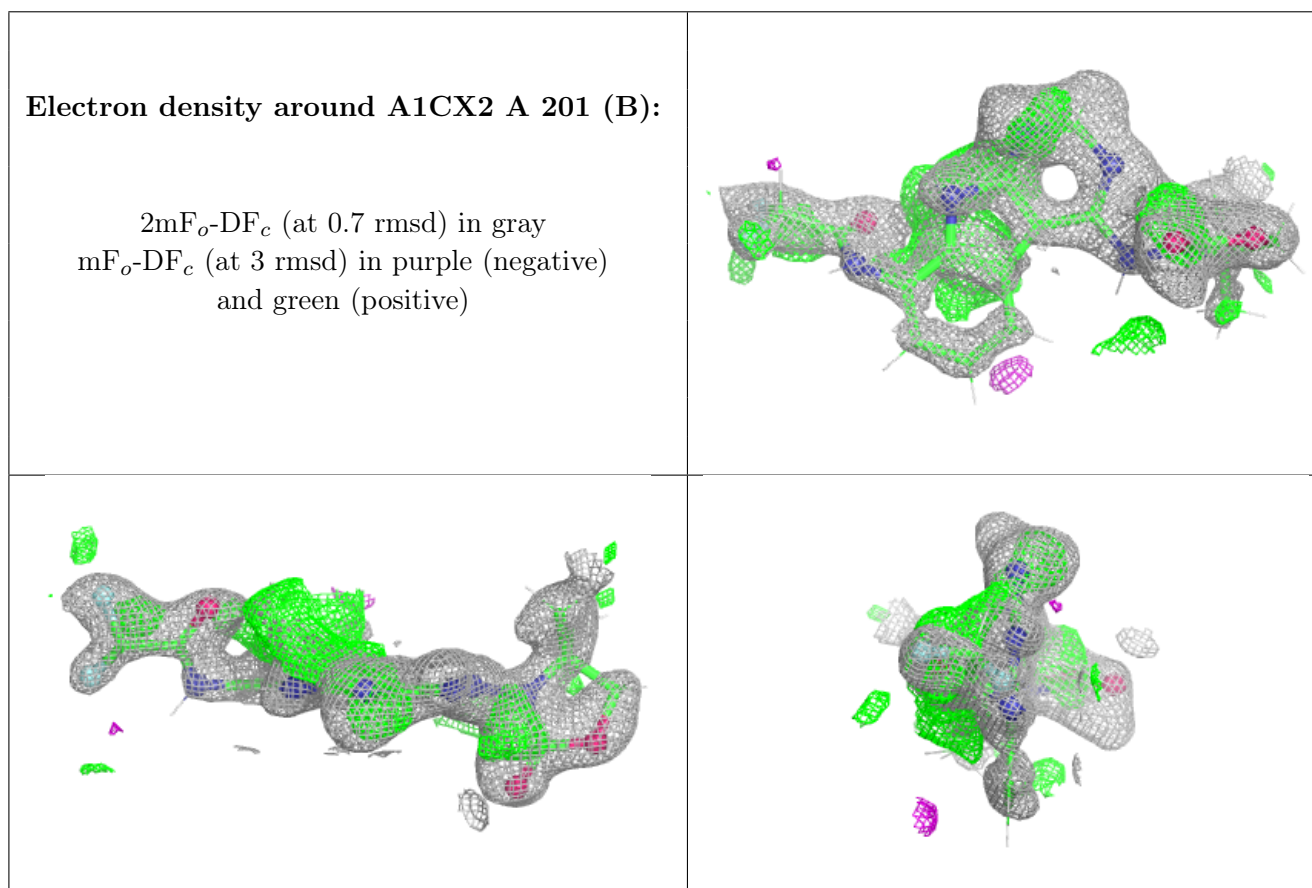 Electron density around A1CX2 A 201 (B):
2mFo-DFc (at 0.7 rmsd) in gray
mFo-DFc (at 3 rmsd) in purple (negative)
and green (positive)